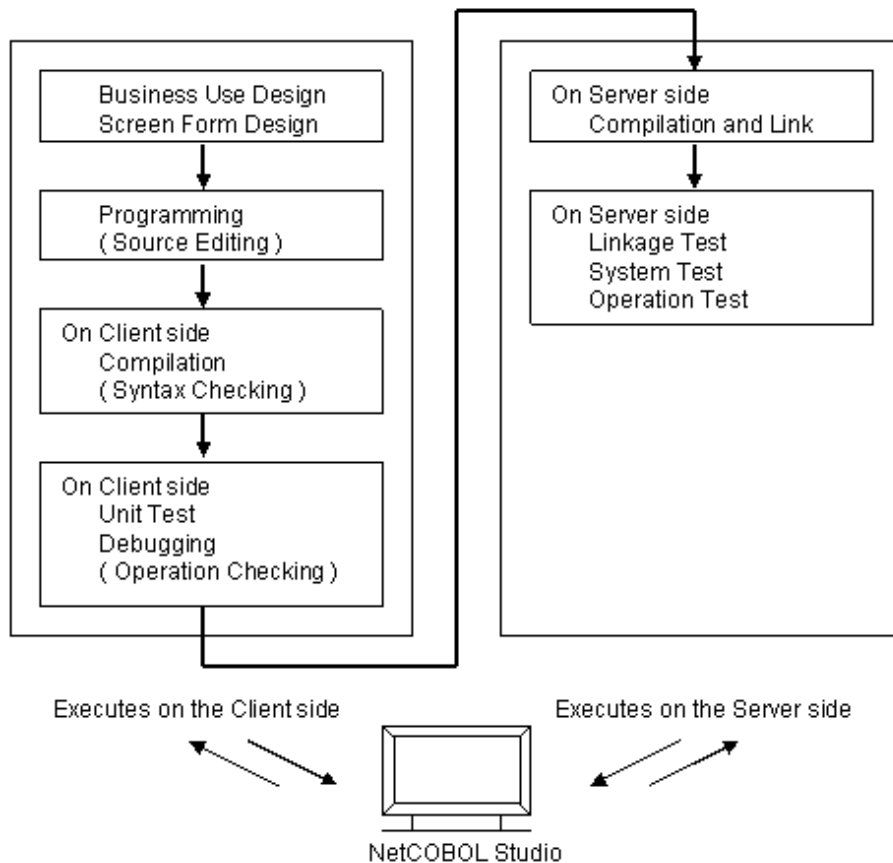 Business Use Design
Screen Form Design
Programming
( Source Editing )
On Client side
Compilation
( Syntax Checking )
On Client side
Unit Test
Debugging
( Operation Checking )
On Server side
Compilation and Link
On Server side
Linkage Test
System Test
Operation Test
Executes on the Client side
Executes on the Server side
NetCOBOL Studio